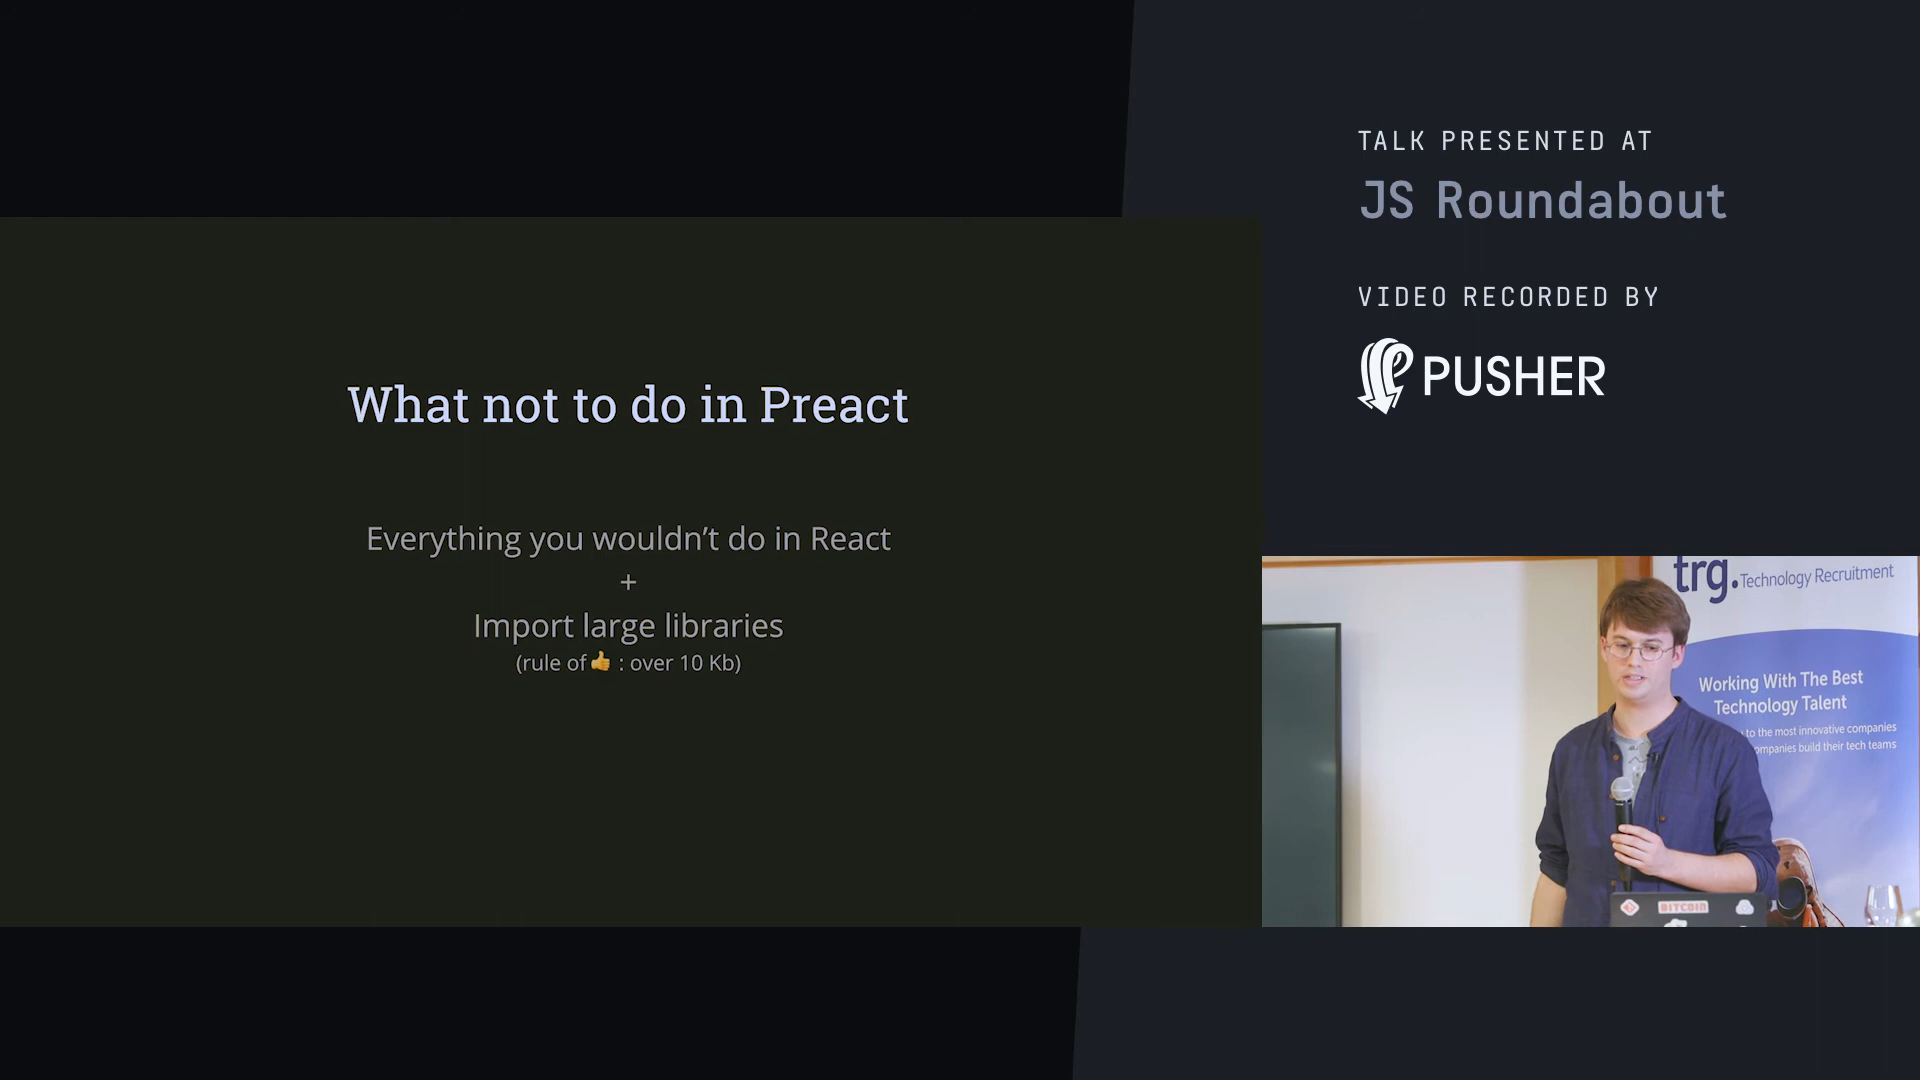 TALK PRESENTED AT
JS Roundabout
VIDEO RECORDED BY
PUSHER
What not to do in Preact
Everything you wouldn’t do in React
+
Import large libraries
(rule of👍 : over 10 Kb)
trg. Technology Recruitment
Working With The Best
Technology Talent
to the most innovative companies
companies build their tech teams
BITCOIN